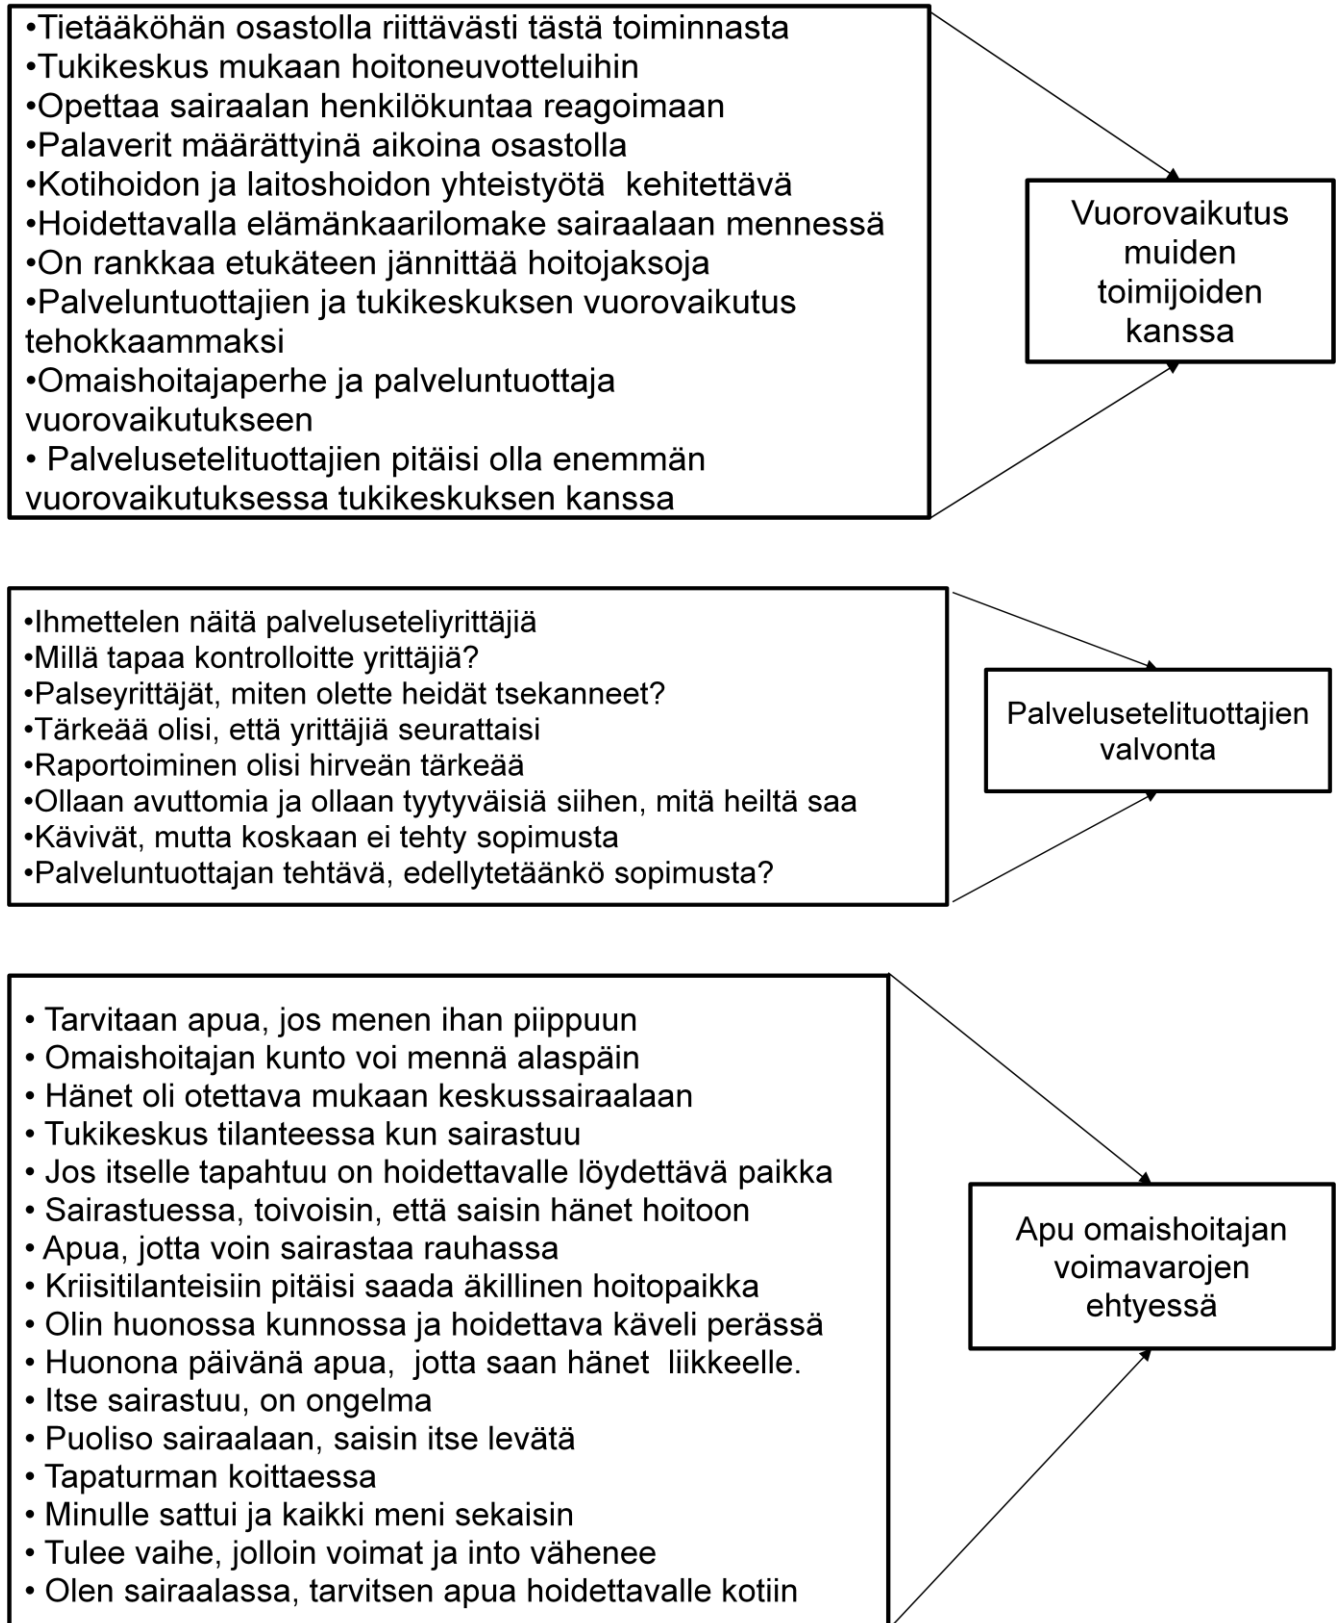 •Tietääköhän osastolla riittävästi tästä toiminnasta
•Tukikeskus mukaan hoitoneuvotteluihin
•Opettaa sairaalan henkilökuntaa reagoimaan
•Palaverit määrättyinä aikoina osastolla
•Kotihoidon ja laitoshoidon yhteistyötä kehitettävä
•Hoidettavalla elämänkaarilomake sairaalaan mennessä
•On rankkaa etukäteen jännittää hoitojaksoja
•Palveluntuottajien ja tukikeskuksen vuorovaikutus
tehokkaammaksi
•Omaishoitajaperhe ja palveluntuottaja
vuorovaikutukseen
• Palvelusetelituottajien pitäisi olla enemmän
vuorovaikutuksessa tukikeskuksen kanssa
Vuorovaikutus
muiden
toimijoiden
kanssa
•Ihmettelen näitä palveluseteliyrittäjiä
•Millä tapaa kontrolloitte yrittäjiä?
•Palseyrittäjät, miten olette heidät tsekanneet?
•Tärkeää olisi, että yrittäjiä seurattaisi
•Raportoiminen olisi hirveän tärkeää
•Ollaan avuttomia ja ollaan tyytyväisiä siihen, mitä heiltä saa
•Kävivät, mutta koskaan ei tehty sopimusta
•Palveluntuottajan tehtävä, edellytetäänkö sopimusta?
Palvelusetelituottajien
valvonta
• Tarvitaan apua, jos menen ihan piippuun
• Omaishoitajan kunto voi mennä alaspäin
• Hänet oli otettava mukaan keskussairaalaan
• Tukikeskus tilanteessa kun sairastuu
• Jos itselle tapahtuu on hoidettavalle löydettävä paikka
• Sairastuessa, toivoisin, että saisin hänet hoitoon
• Apua, jotta voin sairastaa rauhassa
• Kriisitilanteisiin pitäisi saada äkillinen hoitopaikka
• Olin huonossa kunnossa ja hoidettava käveli perässä
• Huonona päivänä apua, jotta saan hänet liikkeelle.
• Itse sairastuu, on ongelma
• Puoliso sairaalaan, saisin itse levätä
• Tapaturman koittaessa
• Minulle sattui ja kaikki meni sekaisin
• Tulee vaihe, jolloin voimat ja into vähenee
• Olen sairaalassa, tarvitsen apua hoidettavalle kotiin
Apu omaishoitajan
voimavarojen
ehtyessä